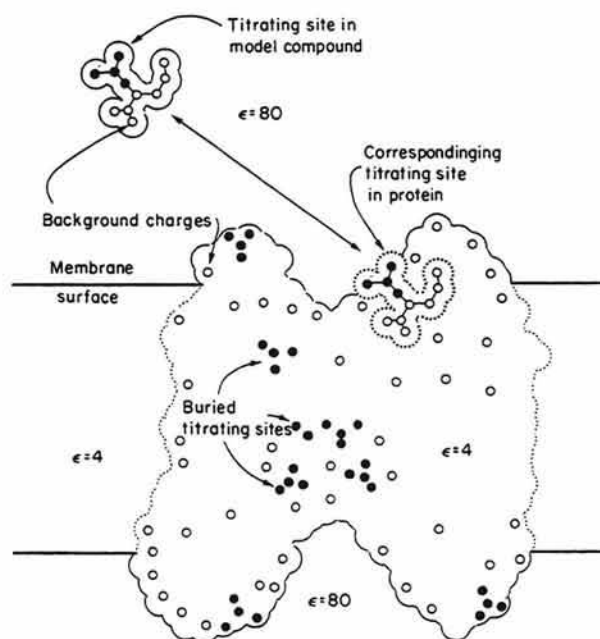 Titrating site in
model compound
ϵ=80
Correspondinging
titrating site
in protein
Background charges
Membrane
surface
Buried
titrating sites
ϵ=4
ϵ=4
ϵ=80